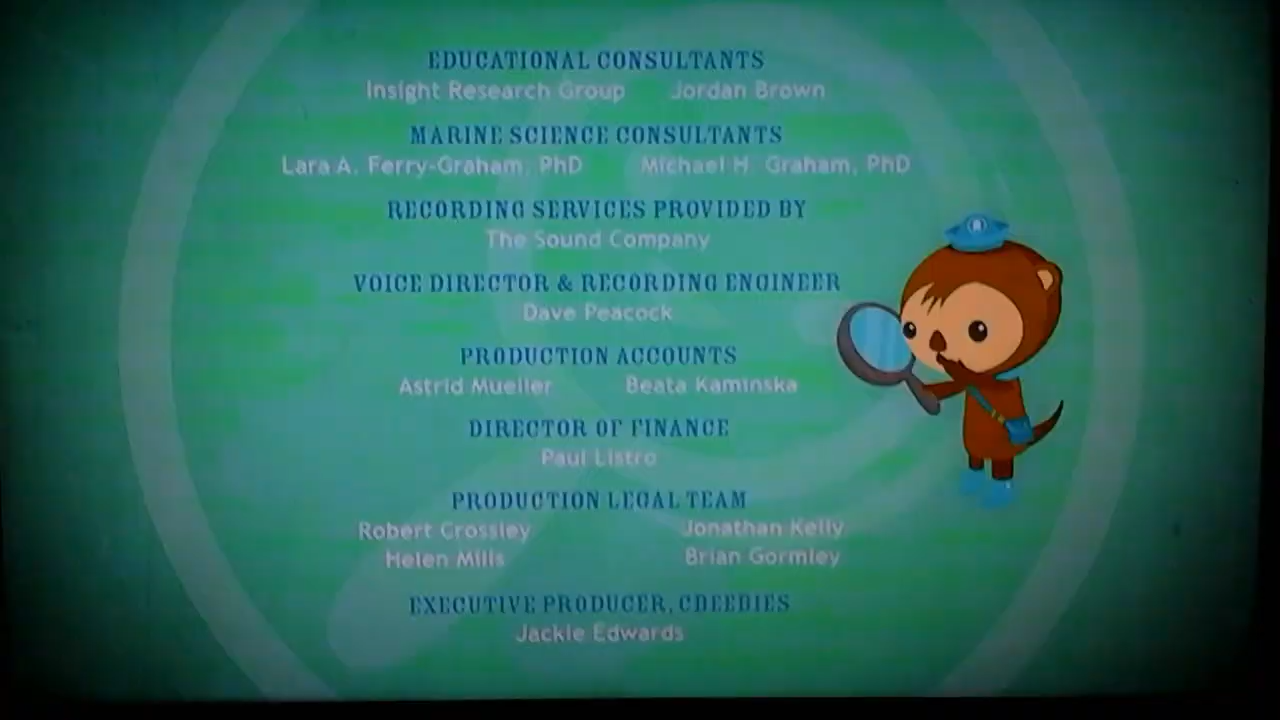 EDUCATIONAL CONSULTANTS
Insight Research Group Jordan Brown
MARINE SCIENCE CONSULTANTS
Lara A. Ferry-Graham, PhD Michael H. Graham, PhD
RECORDING SERVICES PROVIDED BY
The Sound Company
VOICE DIRECTOR & RECORDING ENGINEER
Dave Peacock
PRODUCTION ACCOUNTS
Astrid Mueller Beata Kaminska
DIRECTOR OF FINANCE
Paul Listro
PRODUCTION LEGAL TEAM
Robert Crossley Jonathan Kelly
Helen Mills Brian Gormley
EXECUTIVE PRODUCER, CBEEBIES
Jackie Edwards